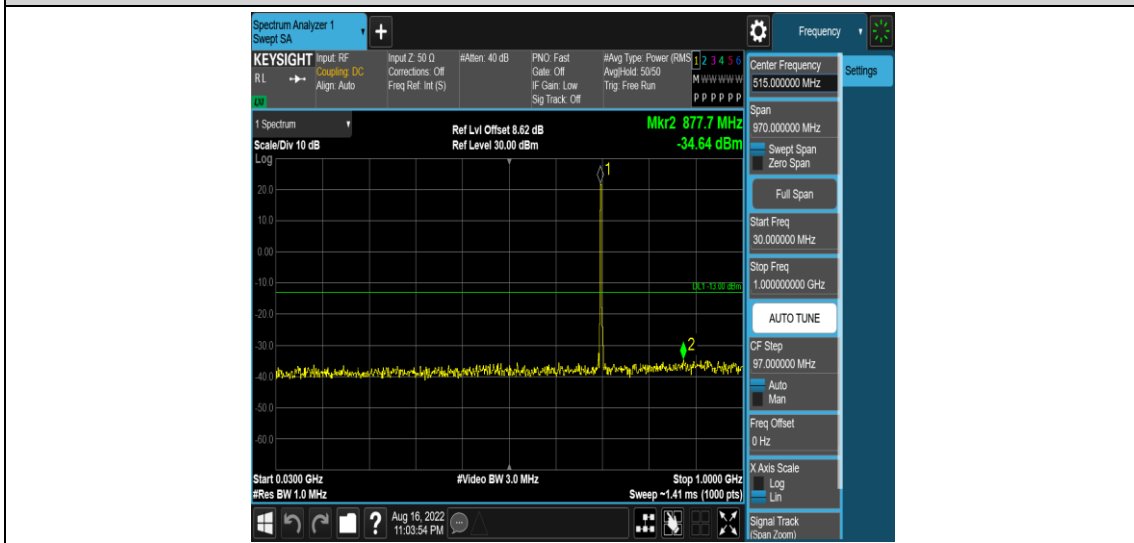 Spectrum Analyzer 1
Swept SA
+
Frequency
KEYSIGHT
RL
Input: RF
Coupling: DC
Align: Auto
Input Z: 50 Ω
Corrections: Off
Freq Ref: Int (S)
#Atten: 40 dB
PNO: Fast
Gate: Off
IF Gain: Low
Sig Track: Off
#Avg Type: Power (RMS
Avg|Hold: 50/50
Trig: Free Run
1 2 3 4 5 6
M W W W W W
P P P P P P
1 Spectrum
Scale/Div 10 dB
Ref Lvl Offset 8.62 dB
Ref Level 30.00 dBm
Mkr2 877.7 MHz
-34.64 dBm
Log
20.0
10.0
0.00
-10.0
-20.0
-30.0
-40.0
-50.0
-60.0
1
DL1 -13.00 dBm
2
Start 0.0300 GHz
#Res BW 1.0 MHz
#Video BW 3.0 MHz
Stop 1.0000 GHz
Sweep ~1.41 ms (1000 pts)
?
Aug 16, 2022
11:03:54 PM
Center Frequency
515.000000 MHz
Settings
Span
970.000000 MHz
Swept Span
Zero Span
Full Span
Start Freq
30.000000 MHz
Stop Freq
1.000000000 GHz
AUTO TUNE
CF Step
97.000000 MHz
Auto
Man
Freq Offset
0 Hz
X Axis Scale
Log
Lin
Signal Track
(Span Zoom)